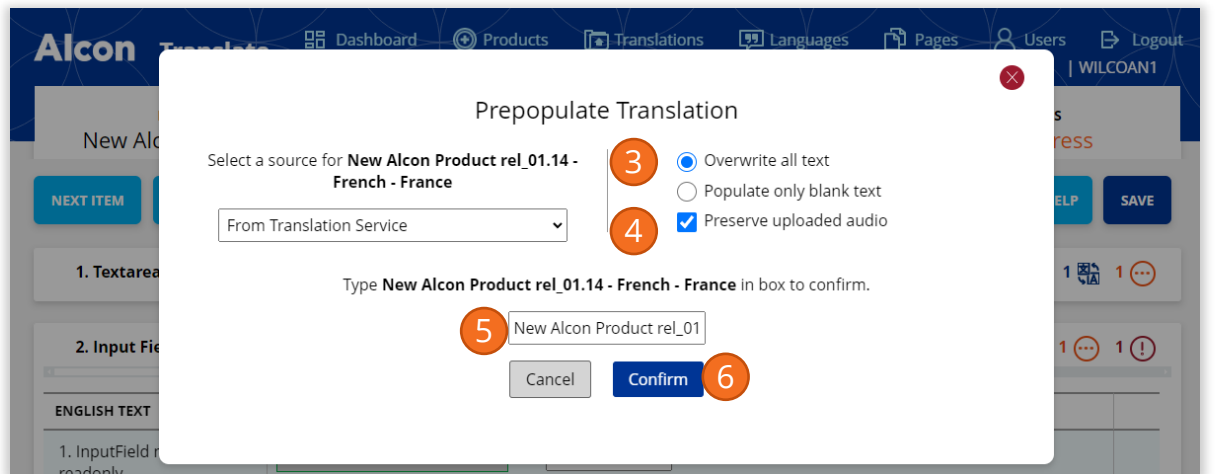 Alcon Translate
Dashboard Products Translations Languages Pages Users Logout
| WILCOAN1
Prepopulate Translation
New Alc
Select a source for New Alcon Product rel_01.14 -
French - France
From Translation Service
3 Overwrite all text
Populate only blank text
4 Preserve uploaded audio
s
ress
NEXT ITEM
ELP
SAVE
1. Textarea
1 1
Type New Alcon Product rel_01.14 - French - France in box to confirm.
5 New Alcon Product rel_01
2. Input Fie
1 1
Cancel Confirm 6
ENGLISH TEXT
1. InputField r
readonly